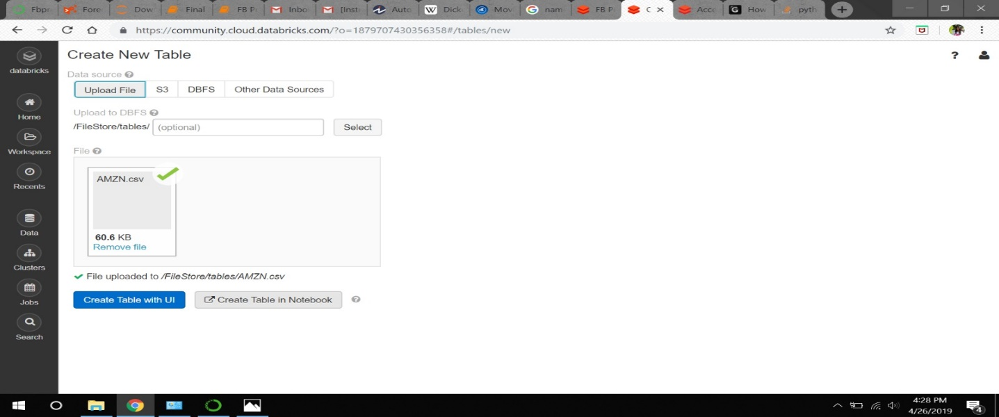 Fbpr Fore Dow Final FB P Inbo [Inst Auto Dick Mov nam FB P C Acce How pyth
https://community.cloud.databricks.com/?o=1879707430356358#/tables/new
databricks
Home
Workspace
Recents
Data
Clusters
Jobs
Search
Create New Table
Data source
Upload File S3 DBFS Other Data Sources
Upload to DBFS
/FileStore/tables/ (optional) Select
File
AMZN.csv
60.6 KB
Remove file
File uploaded to /FileStore/tables/AMZN.csv
Create Table with UI Create Table in Notebook
4:28 PM
4/26/2019
4